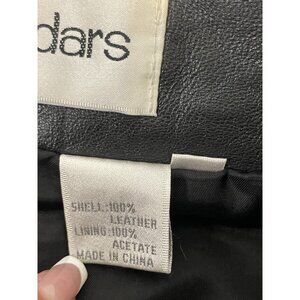 dars
SHELL:100%
LEATHER
LINING:100%
ACETATE
MADE IN CHINA